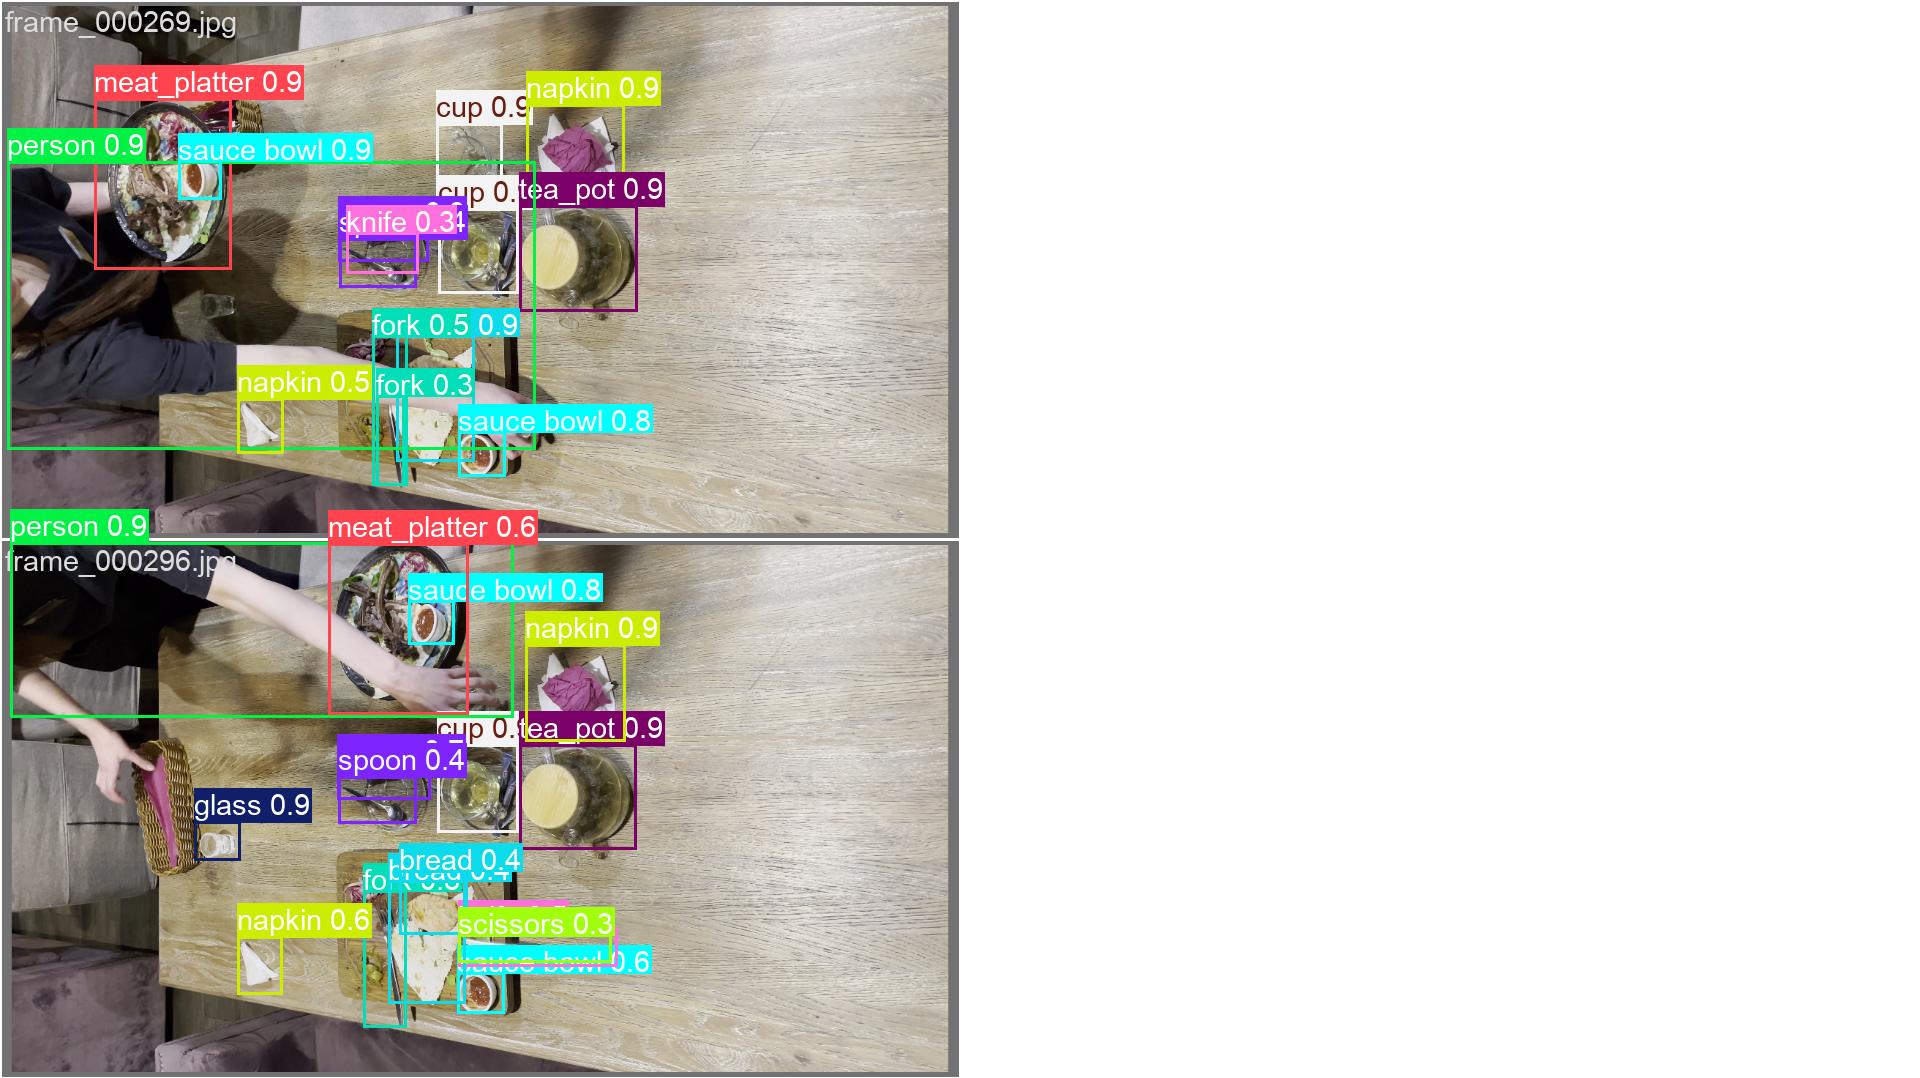 frame_000269.jpg
meat_platter 0.9
napkin 0.9
cup 0.9
person 0.9
sauce bowl 0.9
cup 0.
tea_pot 0.9
knife 0.34
fork 0.5
0.9
napkin 0.5
fork 0.3
sauce bowl 0.8
person 0.9
meat_platter 0.6
frame_000296.jpg
sauce bowl 0.8
napkin 0.9
cup 0.
tea_pot 0.9
spoon 0.4
glass 0.9
bread 0.4
napkin 0.6
scissors 0.3
sauce bowl 0.6